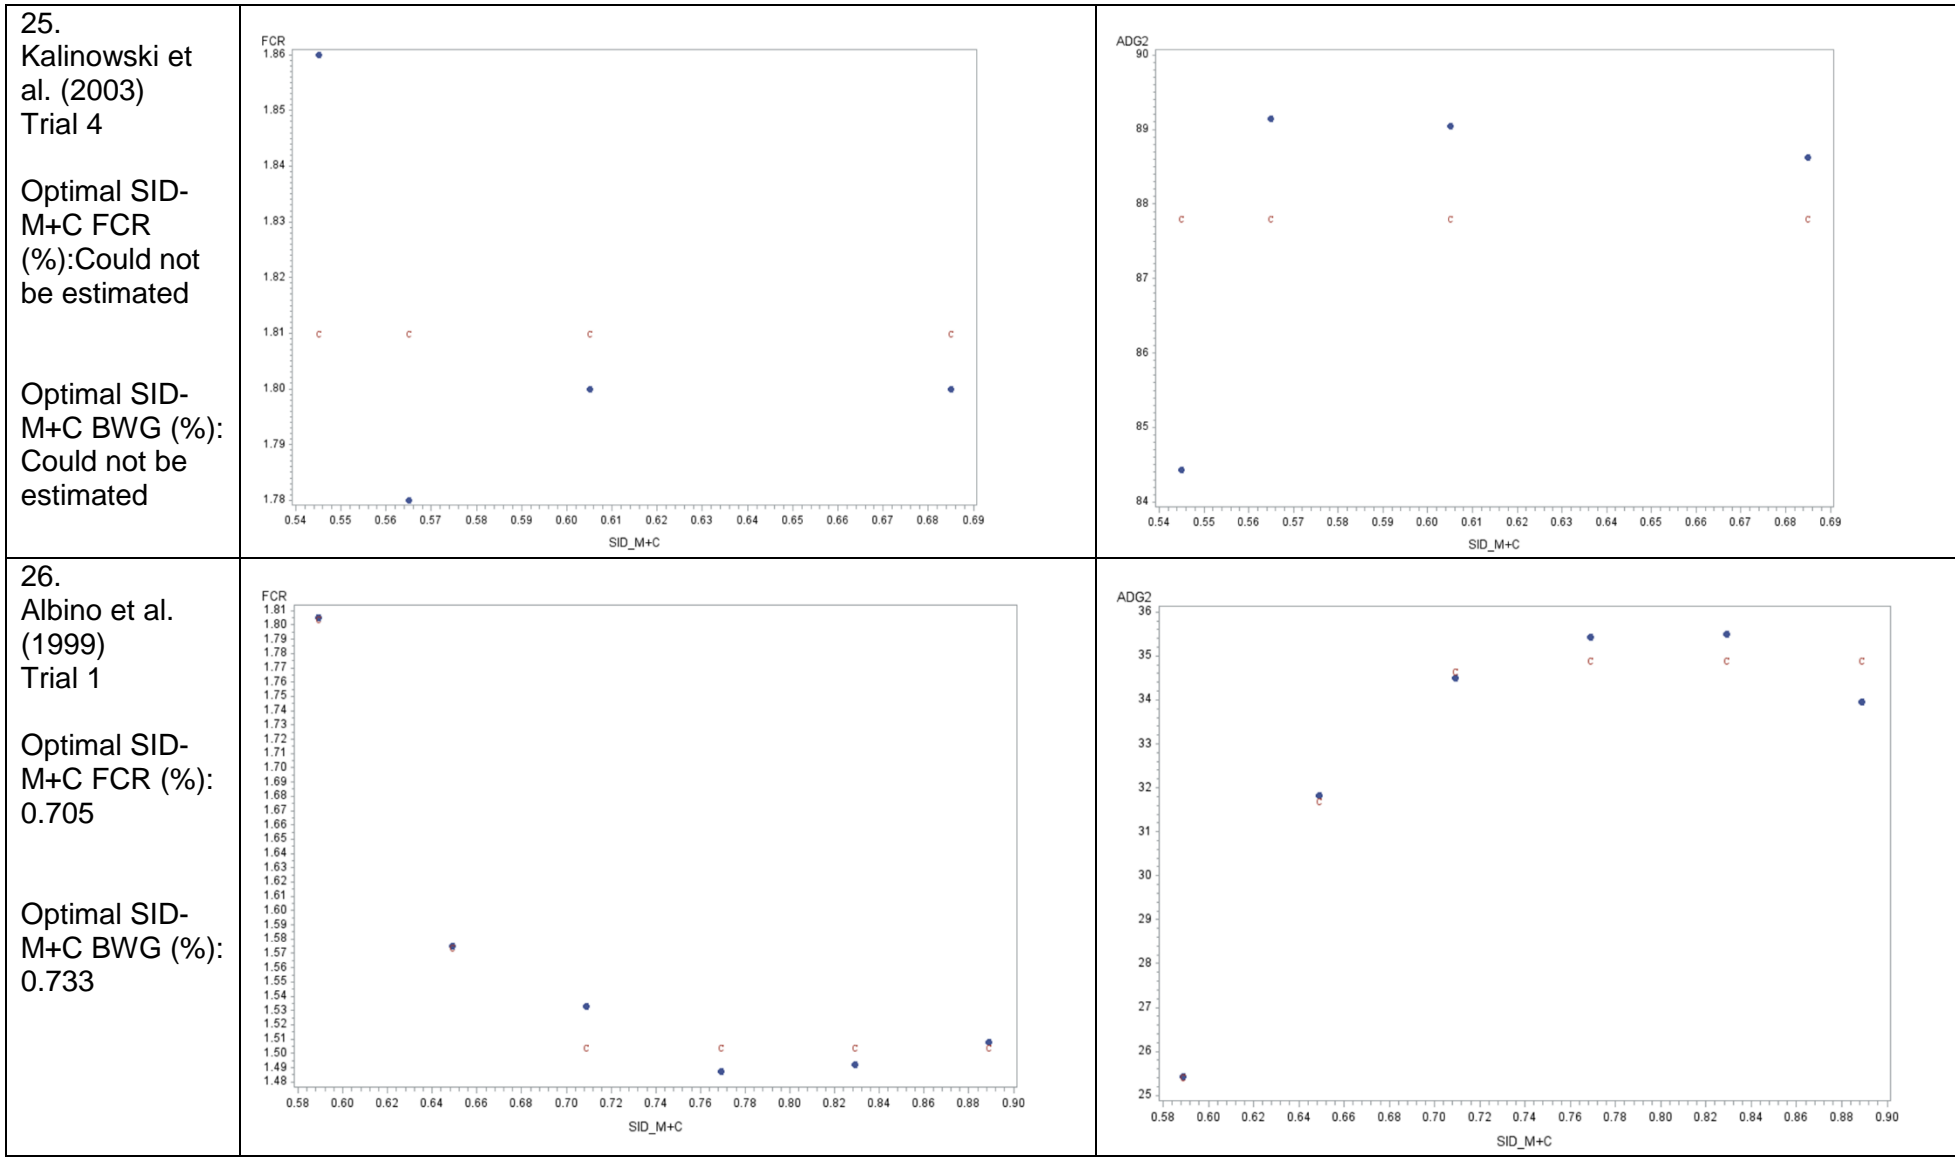 25.
Kalinowski et
al. (2003)
Trial 4
Optimal SID-
M+C FCR
(%):Could not
be estimated
Optimal SID-
M+C BWG (%):
Could not be
estimated
FCR
1.86
1.85
1.84
1.83
1.82
1.81
1.80
1.79
1.78
c c c c
0.54 0.55 0.56 0.57 0.58 0.59 0.60 0.61 0.62 0.63 0.64 0.65 0.66 0.67 0.68 0.69
SID_M+C
ADG2
90
89
88
87
86
85
84
c c c c
0.54 0.55 0.56 0.57 0.58 0.59 0.60 0.61 0.62 0.63 0.64 0.65 0.66 0.67 0.68 0.69
SID_M+C
26.
Albino et al.
(1999)
Trial 1
Optimal SID-
M+C FCR (%):
0.705
Optimal SID-
M+C BWG (%):
0.733
FCR
1.81
1.80
1.79
1.78
1.77
1.76
1.75
1.74
1.73
1.72
1.71
1.70
1.69
1.68
1.67
1.66
1.65
1.64
1.63
1.62
1.61
1.60
1.59
1.58
1.57
1.56
1.55
1.54
1.53
1.52
1.51
1.50
1.49
1.48
c c c c
0.58 0.60 0.62 0.64 0.66 0.68 0.70 0.72 0.74 0.76 0.78 0.80 0.82 0.84 0.86 0.88 0.90
SID_M+C
ADG2
36
35
34
33
32
31
30
29
28
27
26
25
c c c c c
0.58 0.60 0.62 0.64 0.66 0.68 0.70 0.72 0.74 0.76 0.78 0.80 0.82 0.84 0.86 0.88 0.90
SID_M+C